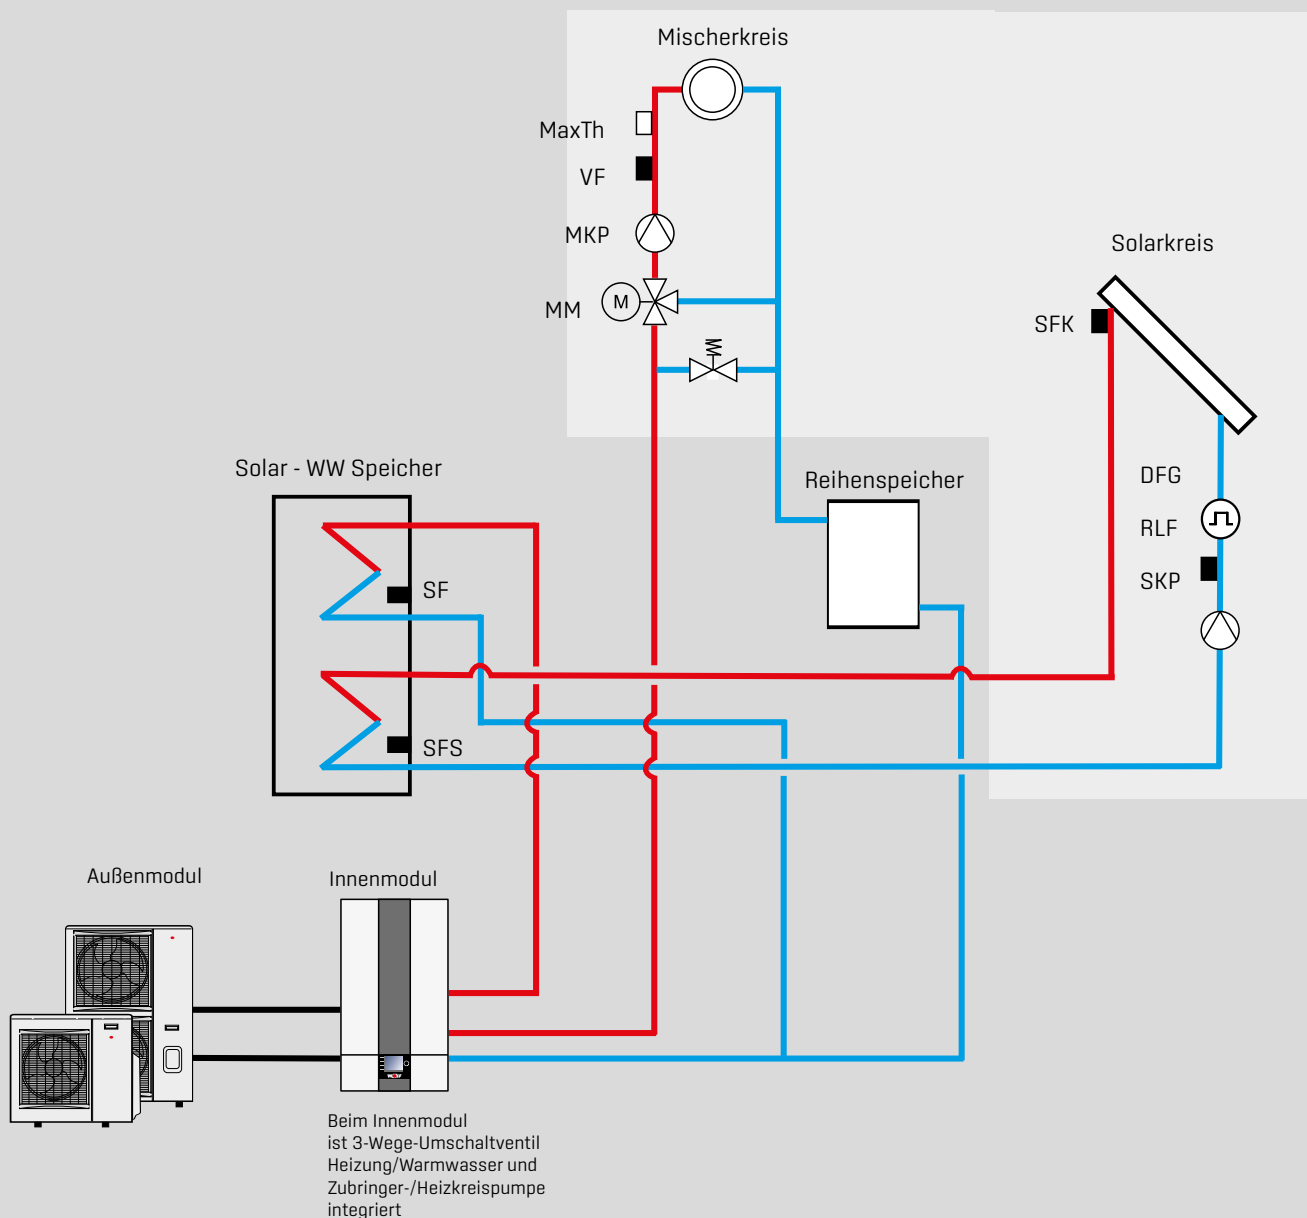 Mischerkreis
MaxTh
VF
MKP
MM
M
Solarkreis
SFK
Solar - WW Speicher
Reihenspeicher
DFG
RLF
SKP
SF
SFS
Außenmodul
Innenmodul
Beim Innenmodul
ist 3-Wege-Umschaltventil
Heizung/Warmwasser und
Zubringer-/Heizkreispumpe
integriert